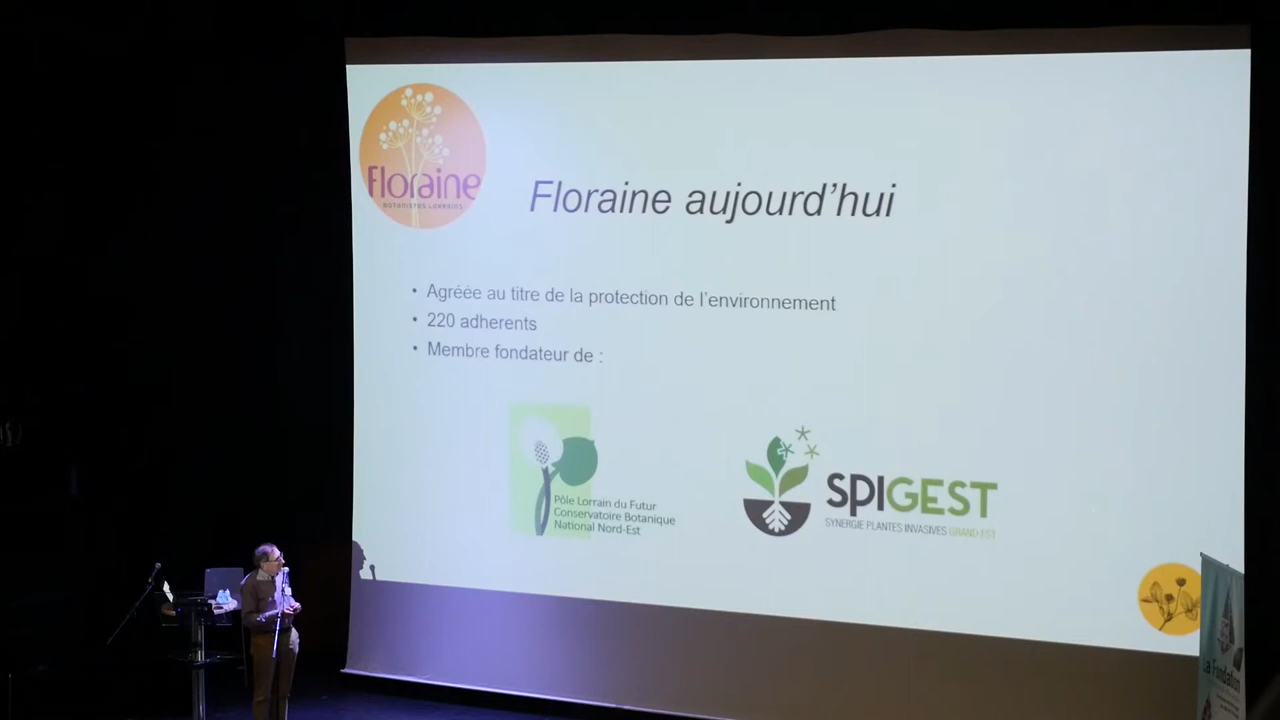 Floraine
BOTANISTES LORRAINS
Floraine aujourd'hui
• Agréée au titre de la protection de l'environnement
• 220 adherents
• Membre fondateur de :
Pôle Lorrain du Futur
Conservatoire Botanique
National Nord-Est
SPIGEST
SYNERGIE PLANTES INVASIVES GRAND EST
La Fondation